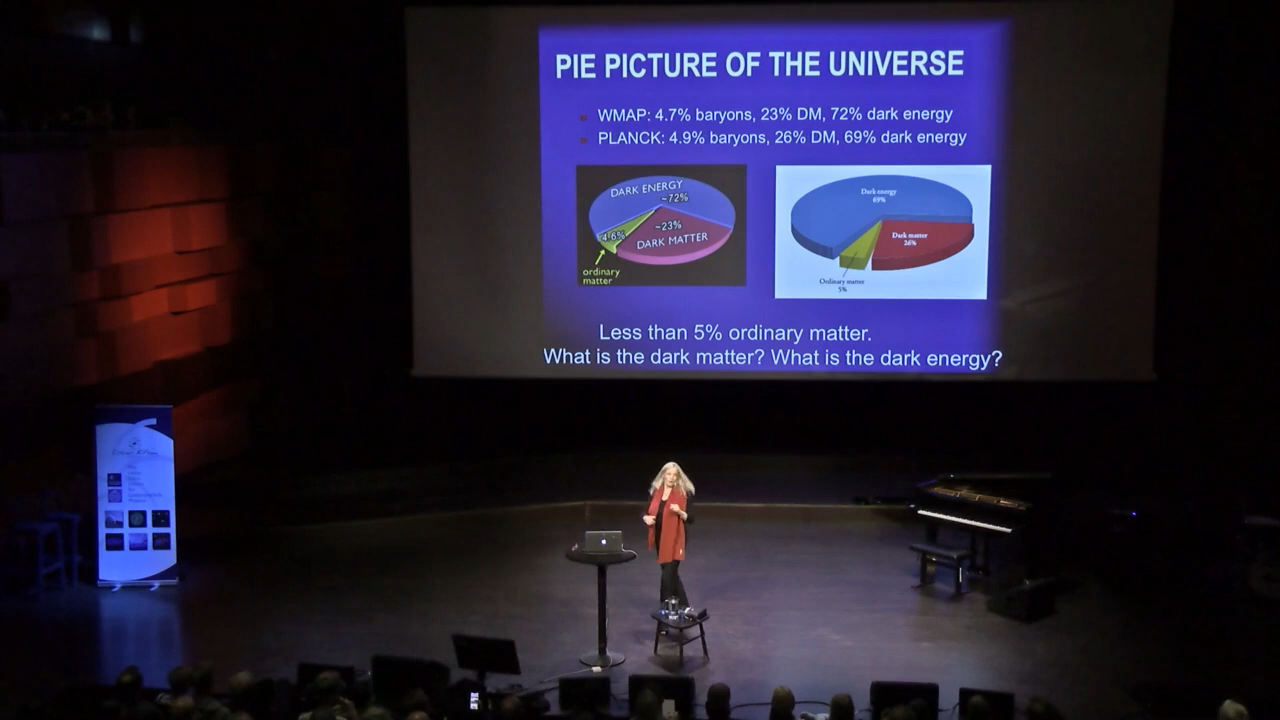 PIE PICTURE OF THE UNIVERSE
WMAP: 4.7% baryons, 23% DM, 72% dark energy
PLANCK: 4.9% baryons, 26% DM, 69% dark energy
DARK ENERGY
~72%
4.6%
~23%
DARK MATTER
ordinary
matter
Dark energy
69%
Dark matter
26%
Ordinary matter
5%
Less than 5% ordinary matter.
What is the dark matter? What is the dark energy?